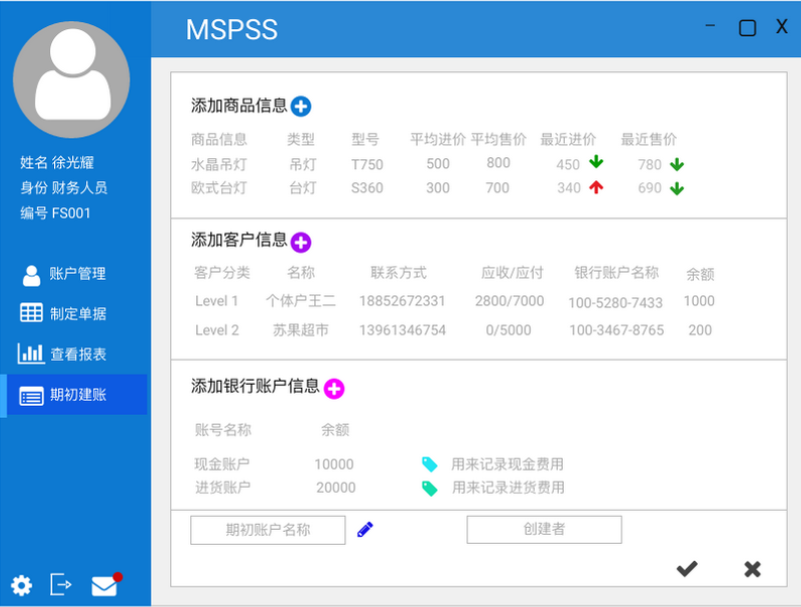 MSPSS
姓名 徐光耀
身份 财务人员
编号 FS001
账户管理
制定单据
查看报表
期初建账
添加商品信息
商品信息 类型 型号 平均进价 平均售价 最近进价 最近售价
水晶吊灯 吊灯 T750 500 800 450 780
欧式台灯 台灯 S360 300 700 340 690
添加客户信息
客户分类 名称 联系方式 应收/应付 银行账户名称 余额
Level 1 个体户王二 18852672331 2800/7000 100-5280-7433 1000
Level 2 苏果超市 13961346754 0/5000 100-3467-8765 200
添加银行账户信息
账号名称 余额
现金账户 10000 用来记录现金费用
进货账户 20000 用来记录进货费用
期初账户名称 创建者